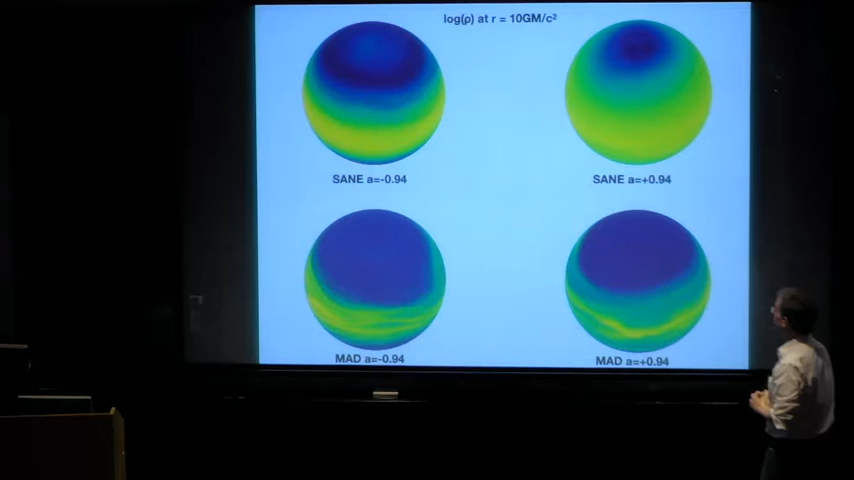 log(ρ) at r = 10GM/c²
SANE a=-0.94
SANE a=+0.94
MAD a=-0.94
MAD a=+0.94